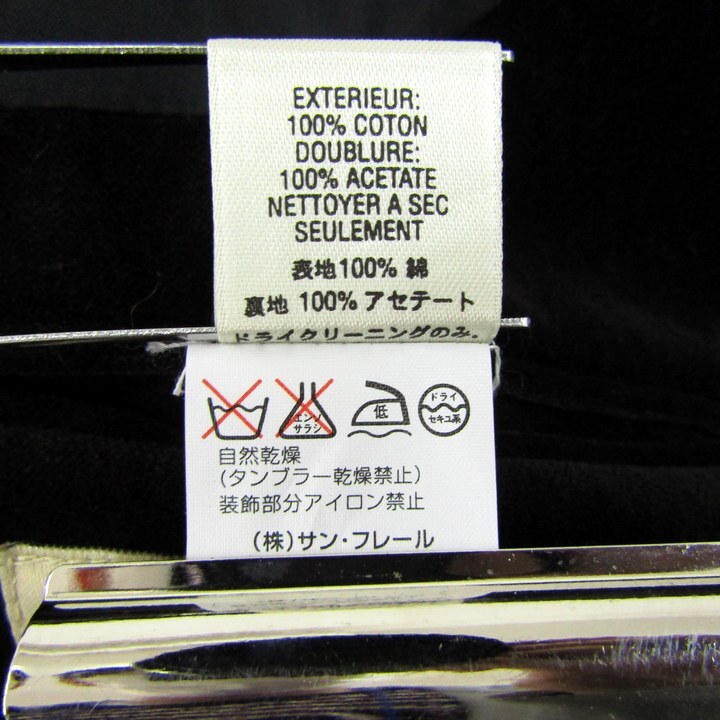 EXTERIEUR:
100% COTON
DOUBLURE:
100% ACETATE
NETTOYER A SEC
SEULEMENT
表地100% 綿
裏地 100% アセテート
ドライクリーニングのみ.
エンソ
サラシ
低
ドライ
セキユ系
自然乾燥
(タンブラー乾燥禁止)
装飾部分アイロン禁止
(株)サン・フレール